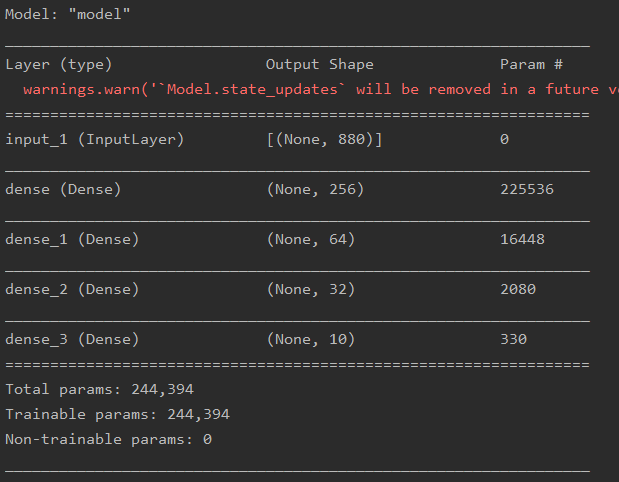 Model: "model"
_________________________________________________________________
Layer (type)                 Output Shape              Param #
  warnings.warn('`Model.state_updates` will be removed in a future
=================================================================
input_1 (InputLayer)         [(None, 880)]             0
_________________________________________________________________
dense (Dense)                (None, 256)               225536
_________________________________________________________________
dense_1 (Dense)              (None, 64)                16448
_________________________________________________________________
dense_2 (Dense)              (None, 32)                2080
_________________________________________________________________
dense_3 (Dense)              (None, 10)                330
=================================================================
Total params: 244,394
Trainable params: 244,394
Non-trainable params: 0
_________________________________________________________________